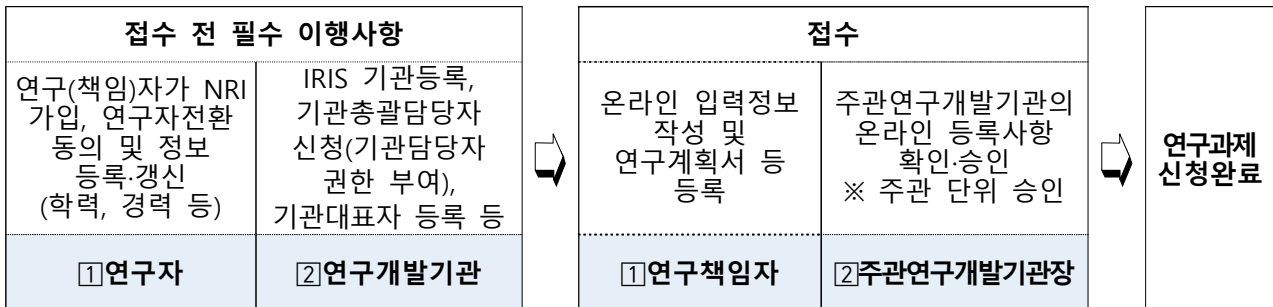 접수 전 필수 이행사항
연구(책임)자가 NRI
가입, 연구자전환
동의 및 정보
등록·갱신
(학력, 경력 등)
IRIS 기관등록,
기관총괄담당자
신청(기관담당자
권한 부여),
기관대표자 등록 등
1연구자
2연구개발기관
접수
온라인 입력정보
작성 및
연구계획서 등
등록
주관연구개발기관의
온라인 등록사항
확인·승인
※ 주관 단위 승인
1연구책임자
2주관연구개발기관장
연구과제
신청완료